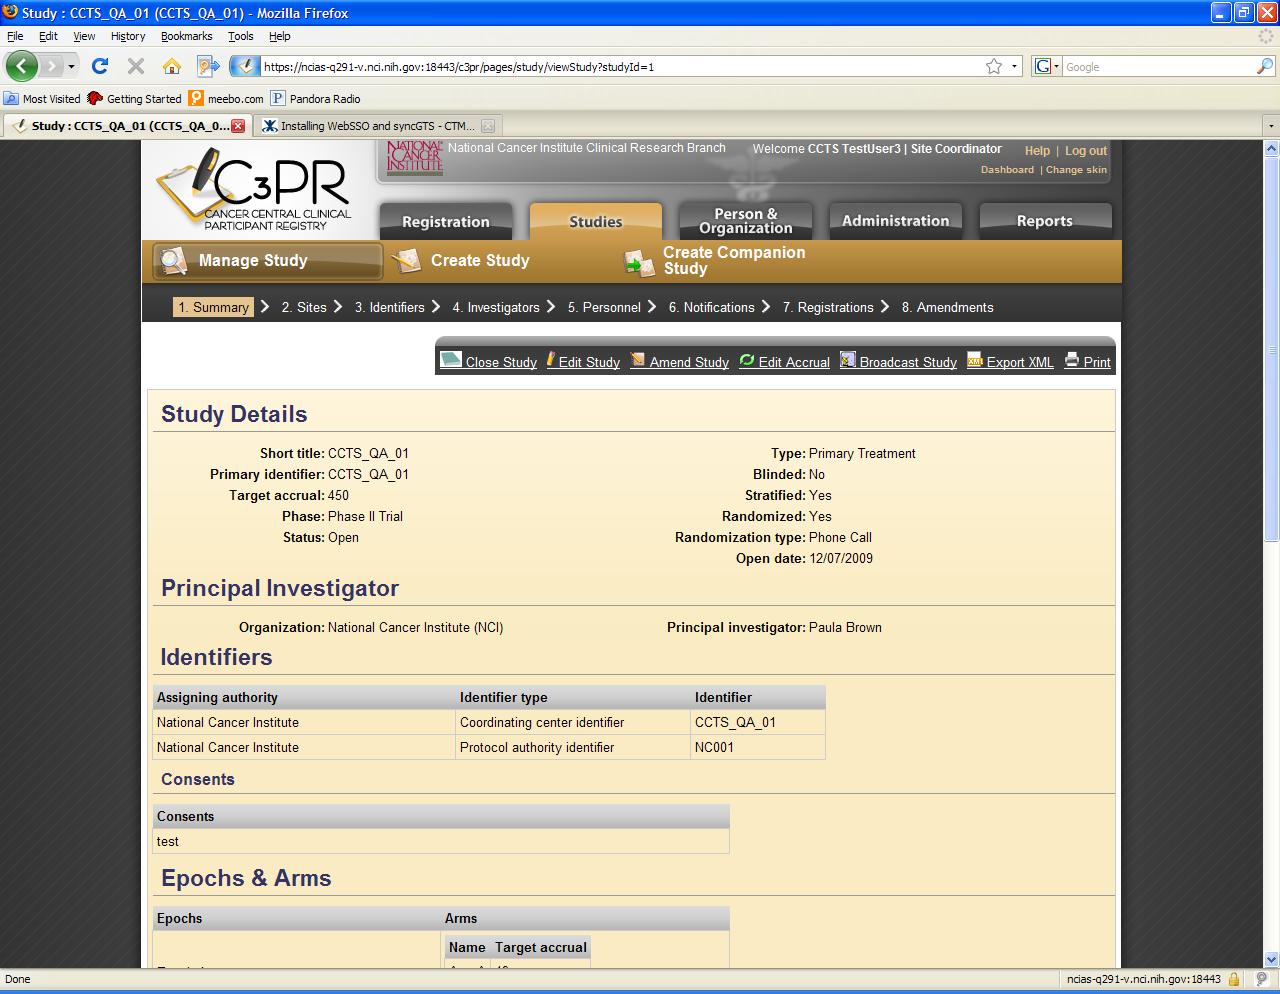 Study : CCTS_QA_01 (CCTS_QA_01) - Mozilla Firefox
File Edit View History Bookmarks Tools Help
https://ncias-q291-v.nci.nih.gov:18443/c3pr/pages/study/viewStudy?studyId=1
G Google
Most Visited Getting Started meebo.com P Pandora Radio
Study : CCTS_QA_01 (CCTS_QA_0... Installing WebSSO and syncGTS - CTM...
NATIONAL CANCER INSTITUTE National Cancer Institute Clinical Research Branch Welcome CCTS TestUser3 | Site Coordinator Help | Log out
Dashboard | Change skin
C3PR
CANCER CENTRAL CLINICAL
PARTICIPANT REGISTRY
Registration Studies Person & Organization Administration Reports
Manage Study Create Study Create Companion Study
1. Summary 2. Sites 3. Identifiers 4. Investigators 5. Personnel 6. Notifications 7. Registrations 8. Amendments
Close Study Edit Study Amend Study Edit Accrual Broadcast Study Export XML Print
Study Details
Short title: CCTS_QA_01 Type: Primary Treatment
Primary identifier: CCTS_QA_01 Blinded: No
Target accrual: 450 Stratified: Yes
Phase: Phase II Trial Randomized: Yes
Status: Open Randomization type: Phone Call
Open date: 12/07/2009
Principal Investigator
Organization: National Cancer Institute (NCI) Principal investigator: Paula Brown
Identifiers
Assigning authority Identifier type Identifier
National Cancer Institute Coordinating center identifier CCTS_QA_01
National Cancer Institute Protocol authority identifier NC001
Consents
Consents
test
Epochs & Arms
Epochs Arms
Name Target accrual
Done ncias-q291-v.nci.nih.gov:18443